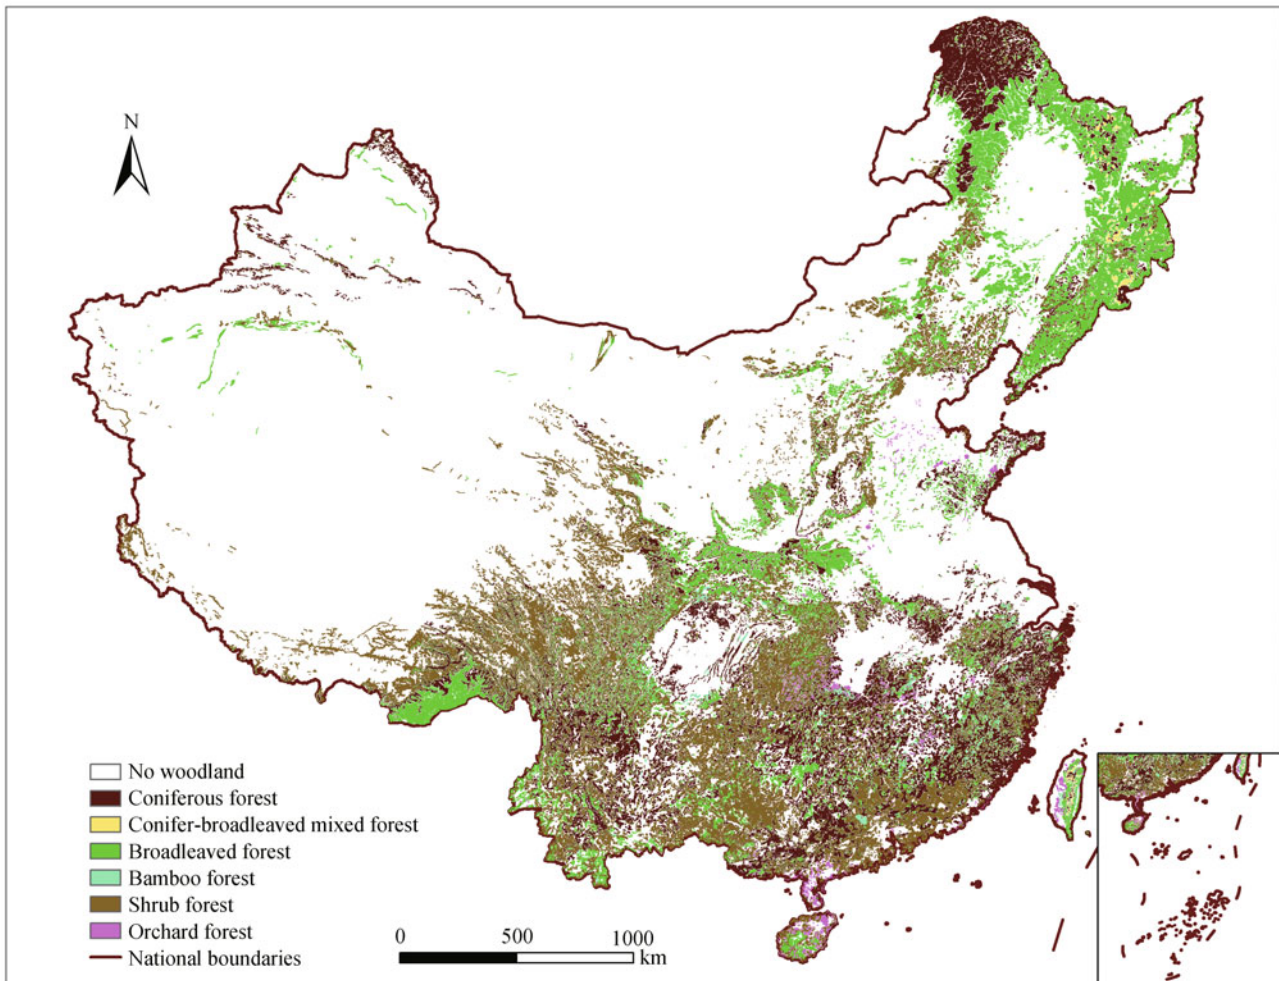 N
No woodland
Coniferous forest
Conifer-broadleaved mixed forest
Broadleaved forest
Bamboo forest
Shrub forest
Orchard forest
National boundaries
0 500 1000
km